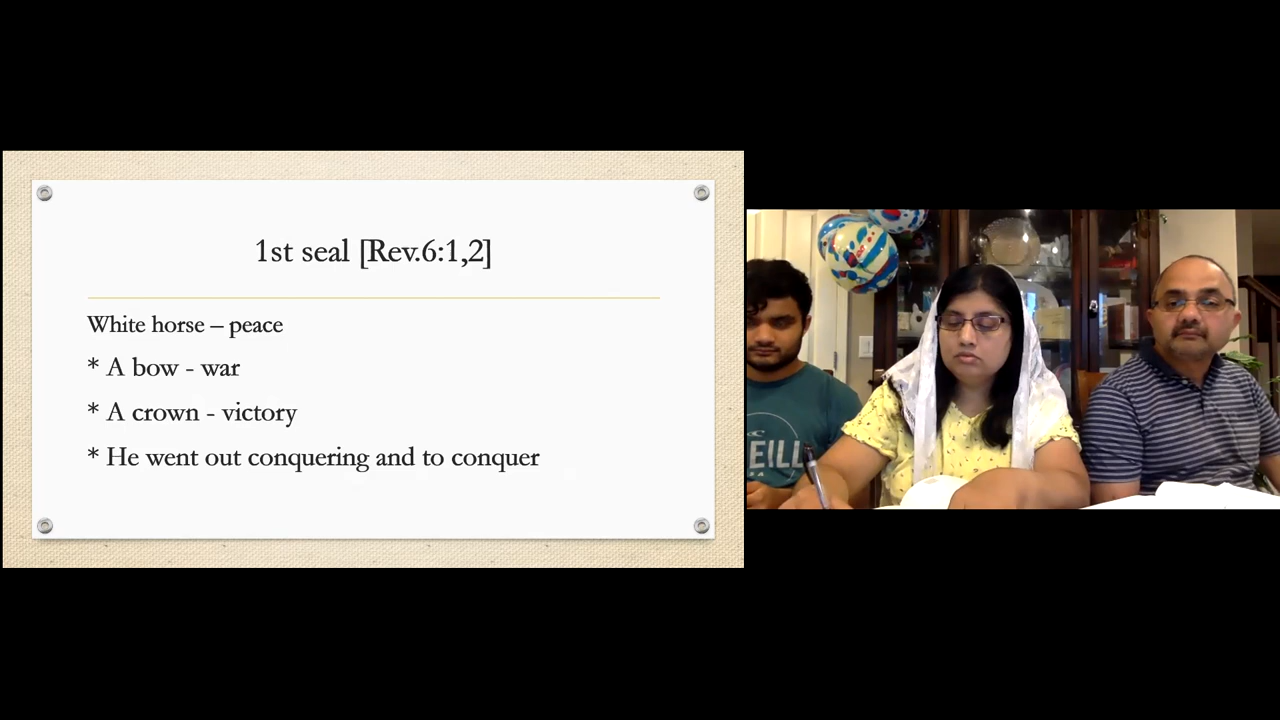 1st seal [Rev.6:1,2]
White horse – peace
* A bow - war
* A crown - victory
* He went out conquering and to conquer
EILL